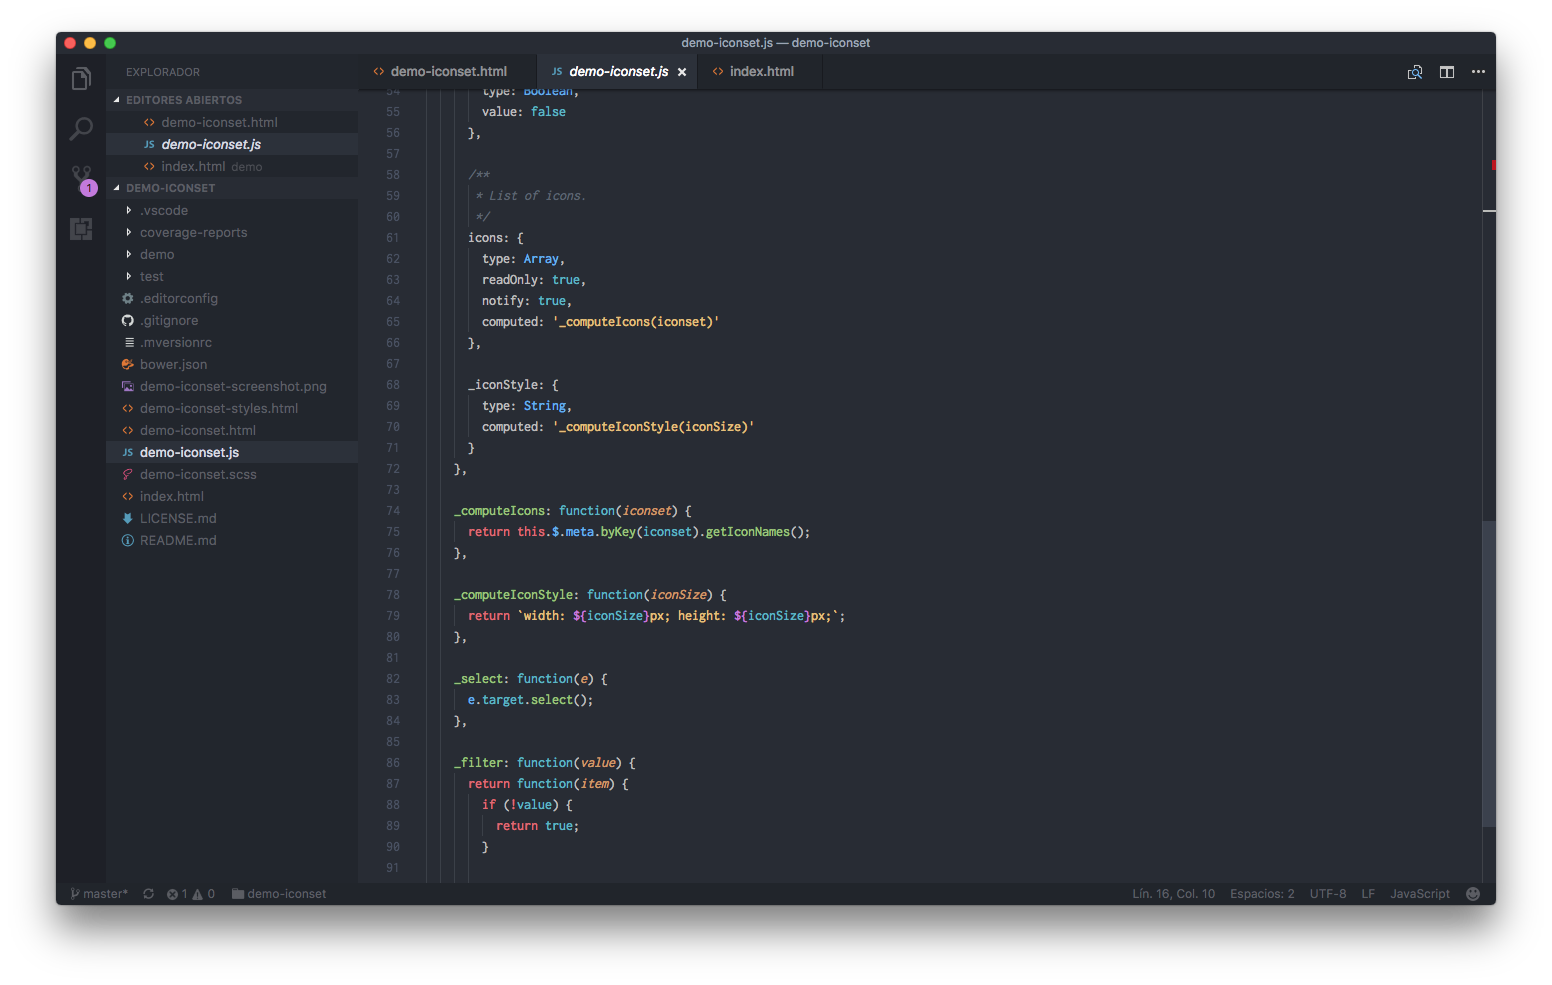 demo-iconset.js — demo-iconset
EXPLORADOR
EDITORES ABIERTOS
demo-iconset.html
JS demo-iconset.js
index.html demo
DEMO-ICONSET
.vscode
coverage-reports
demo
test
.editorconfig
.gitignore
.mversionrc
bower.json
demo-iconset-screenshot.png
demo-iconset-styles.html
demo-iconset.html
JS demo-iconset.js
demo-iconset.scss
index.html
LICENSE.md
README.md
1
demo-iconset.html JS demo-iconset.js index.html
54 type: Boolean,
55 value: false
56 },
57
58 /**
59 * List of icons.
60 */
61 icons: {
62 type: Array,
63 readOnly: true,
64 notify: true,
65 computed: '_computeIcons(iconset)'
66 },
67
68 _iconStyle: {
69 type: String,
70 computed: '_computeIconStyle(iconSize)'
71 }
72 },
73
74 _computeIcons: function(iconset) {
75 return this.$.meta.byKey(iconset).getIconNames();
76 },
77
78 _computeIconStyle: function(iconSize) {
79 return `width: ${iconSize}px; height: ${iconSize}px;`;
80 },
81
82 _select: function(e) {
83 e.target.select();
84 },
85
86 _filter: function(value) {
87 return function(item) {
88 if (!value) {
89 return true;
90 }
91
master* 1 0 demo-iconset Lín. 16, Col. 10 Espacios: 2 UTF-8 LF JavaScript